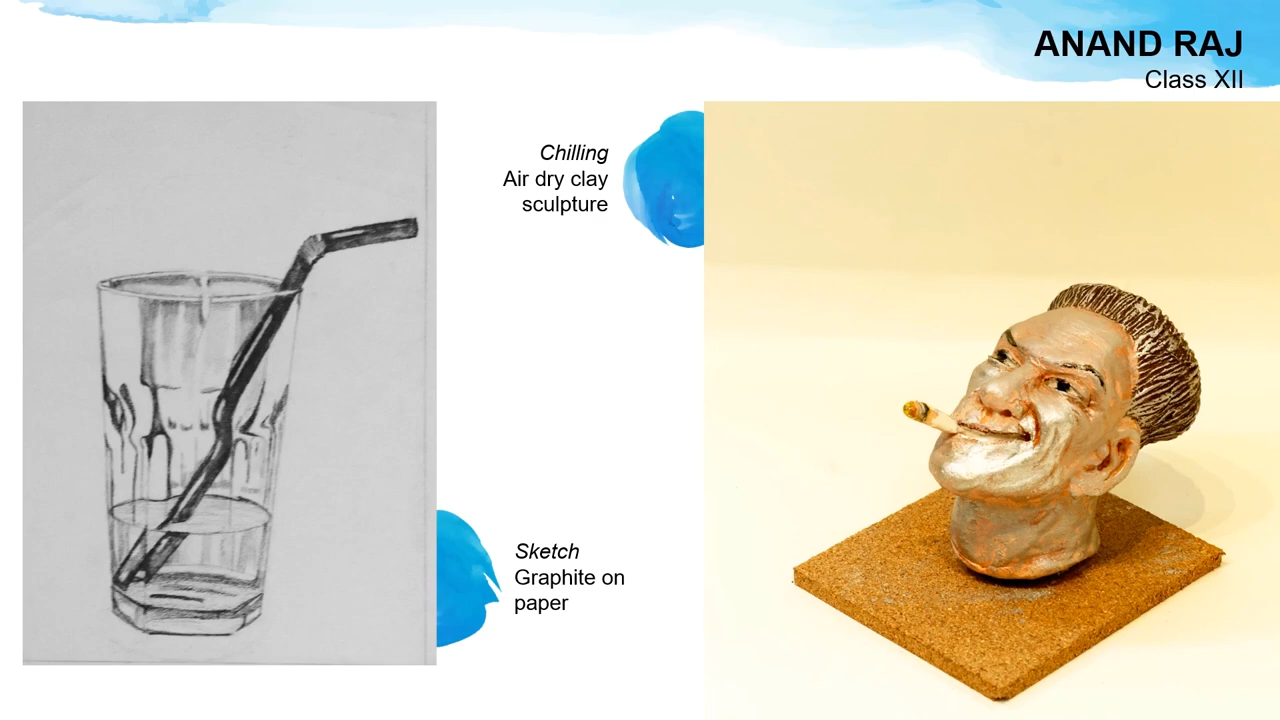 ANAND RAJ
Class XII
Chilling
Air dry clay
sculpture
Sketch
Graphite on
paper